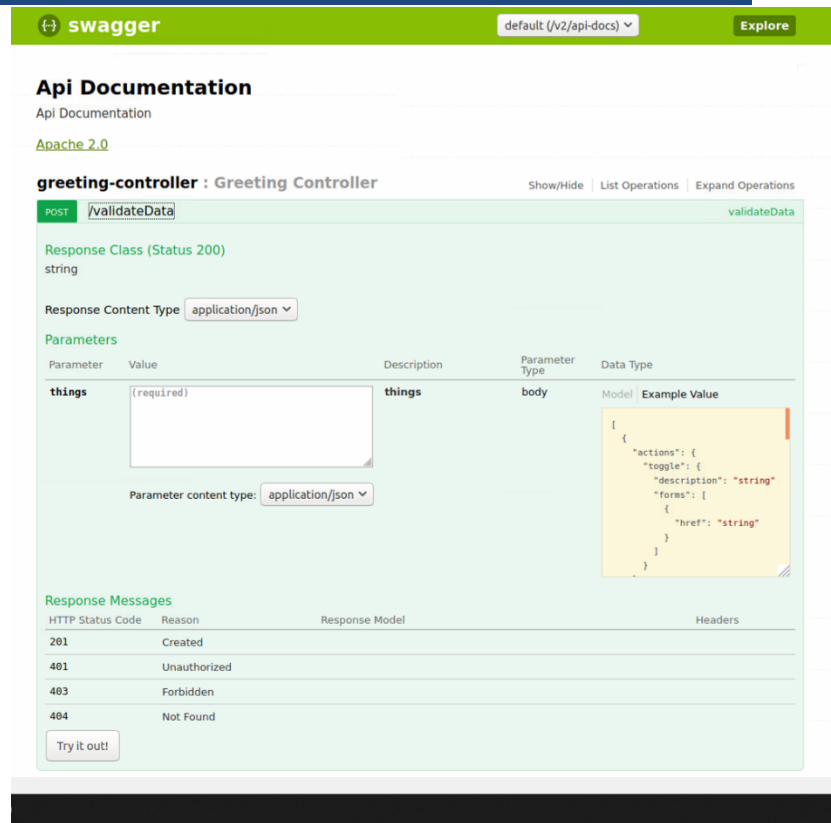 {···} swagger default (/v2/api-docs) Explore
Api Documentation
Api Documentation
Apache 2.0
greeting-controller : Greeting Controller Show/Hide List Operations Expand Operations
POST /validateData validateData
Response Class (Status 200)
string
Response Content Type application/json
Parameters
Parameter Value Description Parameter Type Data Type
things (required) things body Model Example Value
[
{
"actions": {
"toggle": {
"description": "string"
"forms": [
{
"href": "string"
}
]
}
Parameter content type: application/json
Response Messages
HTTP Status Code Reason Response Model Headers
201 Created
401 Unauthorized
403 Forbidden
404 Not Found
Try it out!